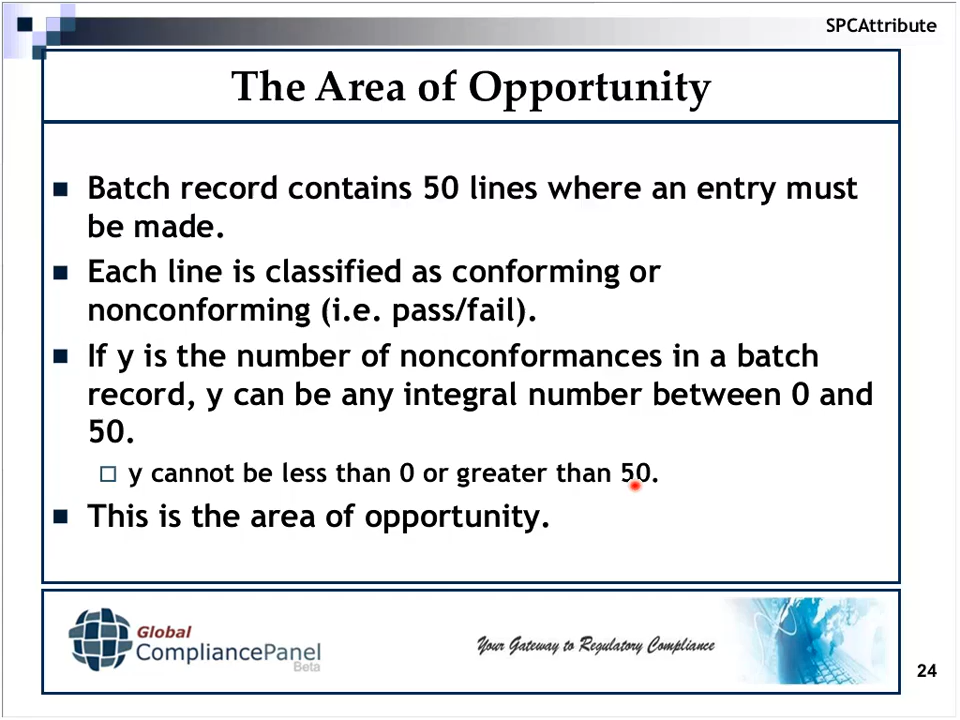 SPCAttribute
The Area of Opportunity
Batch record contains 50 lines where an entry must
be made.
Each line is classified as conforming or
nonconforming (i.e. pass/fail).
If y is the number of nonconformances in a batch
record, y can be any integral number between 0 and
50.
y cannot be less than 0 or greater than 50.
This is the area of opportunity.
Global
CompliancePanel
Beta
Your Gateway to Regulatory Compliance
24